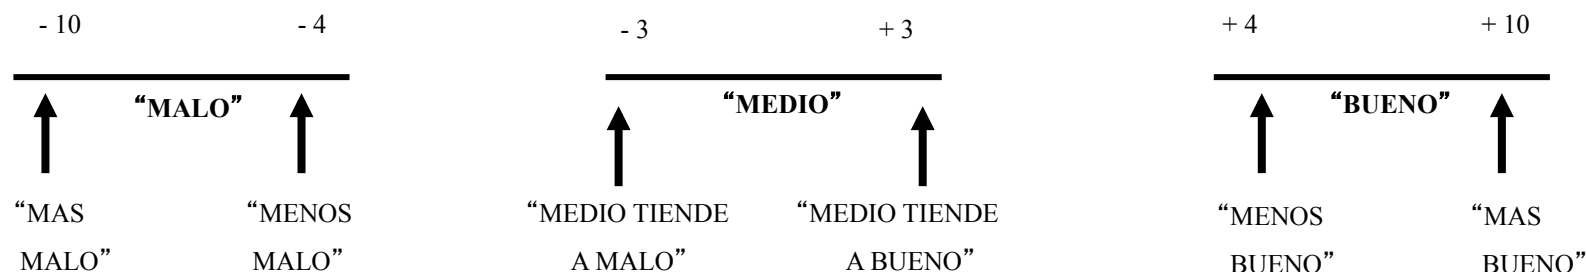 - 10 - 4 - 3 + 3 + 4 + 10
“MALO” “MEDIO” “BUENO”
“MAS “MENOS “MEDIO TIENDE “MEDIO TIENDE “MENOS “MAS
MALO” MALO” A MALO” A BUENO” BUENO” BUENO”